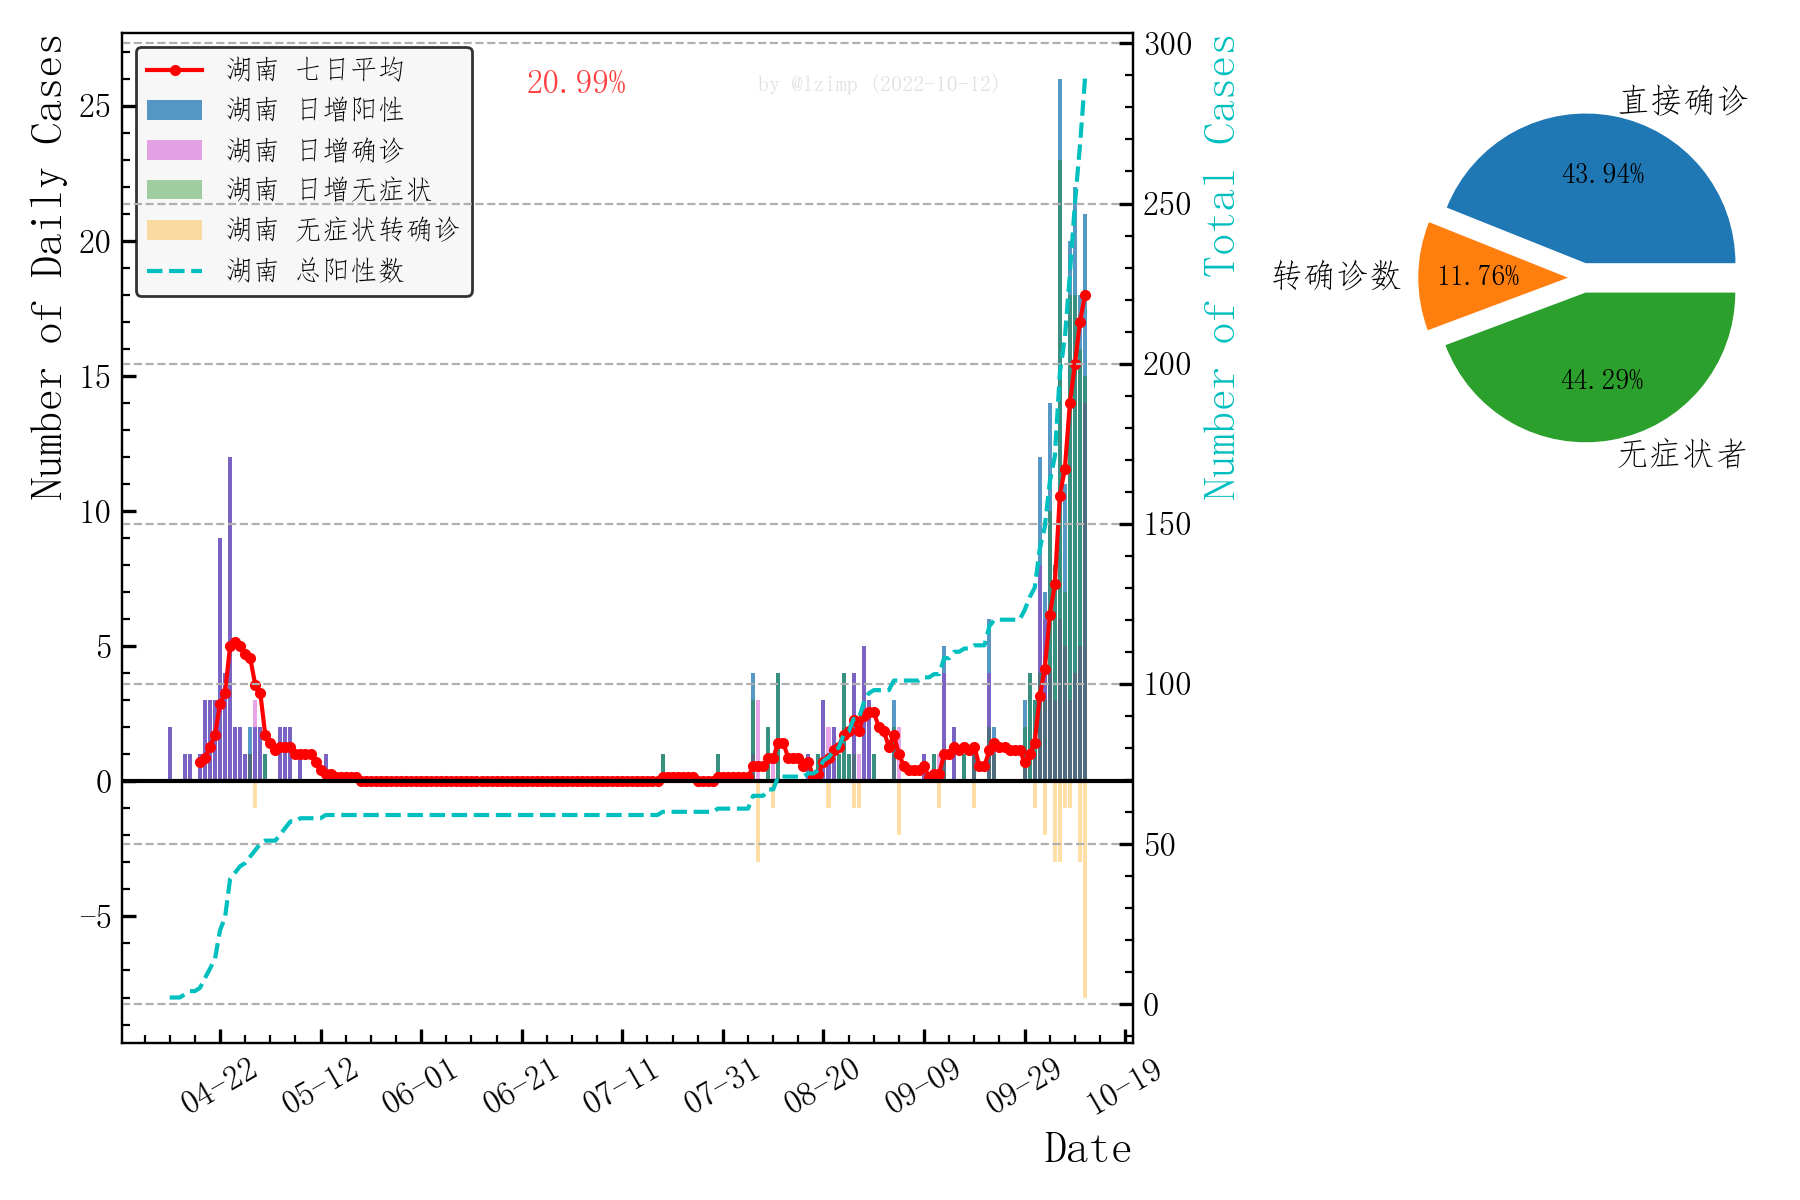 Number of Daily Cases
25
20
15
10
5
0
-5
湖南 七日平均
湖南 日增阳性
湖南 日增确诊
湖南 日增无症状
湖南 无症状转确诊
湖南 总阳性数
20.99%
by @lzimp (2022-10-12)
300
250
200
150
100
50
0
Number of Total Cases
04-22
05-12
06-01
06-21
07-11
07-31
08-20
09-09
09-29
10-19
Date
直接确诊
43.94%
转确诊数
11.76%
44.29%
无症状者